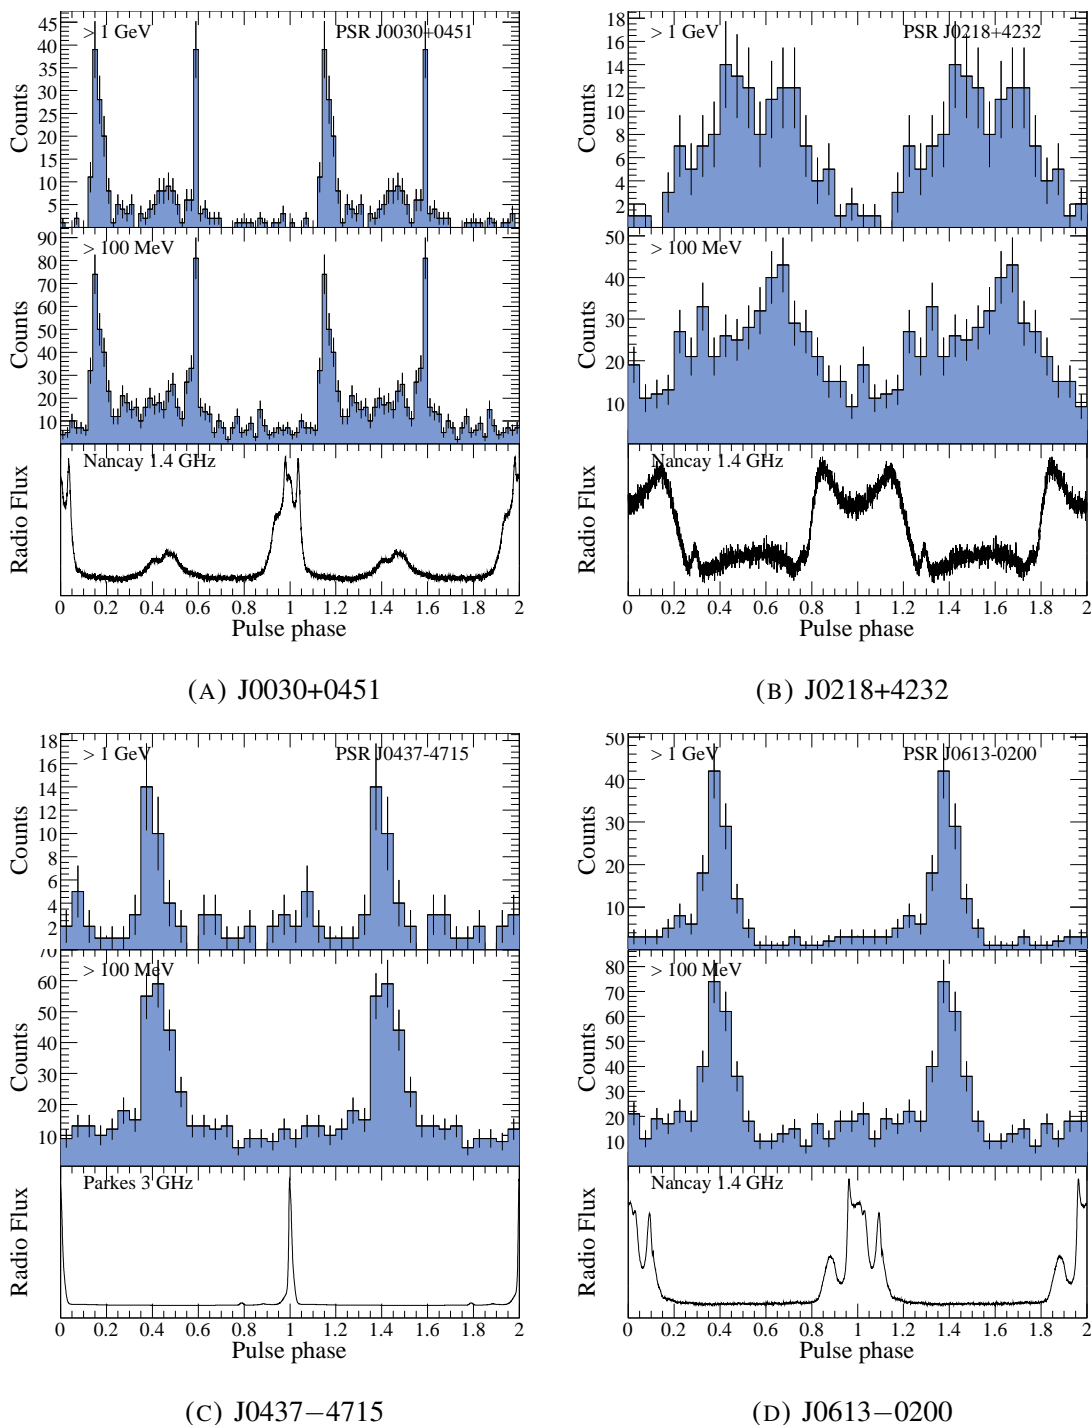 > 1 GeV PSR J0030+0451
45
40
35
30
25
20
15
10
5
Counts
> 100 MeV
90
80
70
60
50
40
30
20
10
Counts
Nancay 1.4 GHz
Radio Flux
0 0.2 0.4 0.6 0.8 1 1.2 1.4 1.6 1.8 2
Pulse phase
(A) J0030+0451
> 1 GeV PSR J0218+4232
18
16
14
12
10
8
6
4
2
Counts
> 100 MeV
50
40
30
20
10
Counts
Nancay 1.4 GHz
Radio Flux
0 0.2 0.4 0.6 0.8 1 1.2 1.4 1.6 1.8 2
Pulse phase
(B) J0218+4232
> 1 GeV PSR J0437-4715
18
16
14
12
10
8
6
4
2
Counts
> 100 MeV
70
60
50
40
30
20
10
Counts
Parkes 3 GHz
Radio Flux
0 0.2 0.4 0.6 0.8 1 1.2 1.4 1.6 1.8 2
Pulse phase
(C) J0437−4715
> 1 GeV PSR J0613-0200
50
40
30
20
10
Counts
> 100 MeV
80
70
60
50
40
30
20
10
Counts
Nancay 1.4 GHz
Radio Flux
0 0.2 0.4 0.6 0.8 1 1.2 1.4 1.6 1.8 2
Pulse phase
(D) J0613−0200